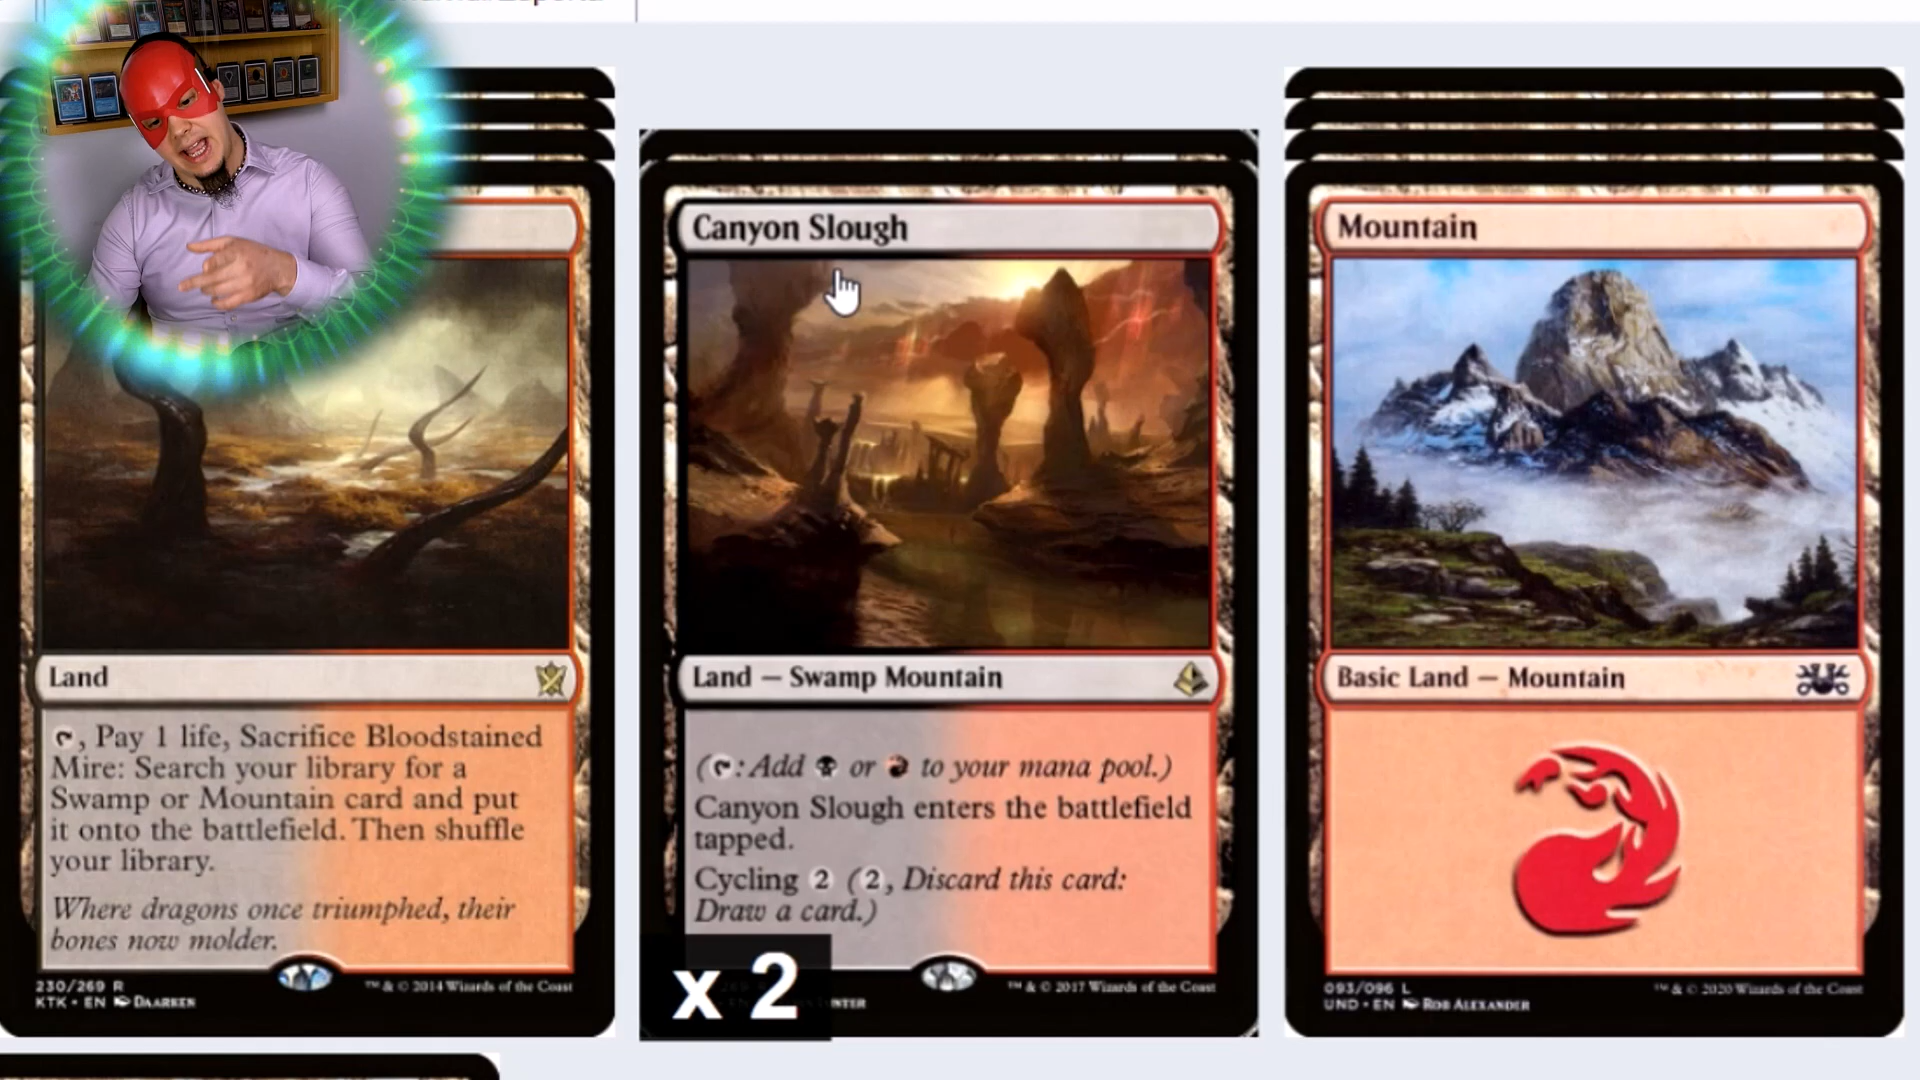 Land
, Pay 1 life, Sacrifice Bloodstained
Mire: Search your library for a
Swamp or Mountain card and put
it onto the battlefield. Then shuffle
your library.
Where dragons once triumphed, their
bones now molder.
230/269 R
KTK • EN DAARKEN
™ & © 2014 Wizards of the Coast
Canyon Slough
Land — Swamp Mountain
( : Add or to your mana pool.)
Canyon Slough enters the battlefield
tapped.
Cycling 2 (2, Discard this card:
Draw a card.)
x 2
™ & © 2017 Wizards of the Coast
Mountain
Basic Land — Mountain
093/096 L
UND • EN ROB ALEXANDER
™ & © 2020 Wizards of the Coast